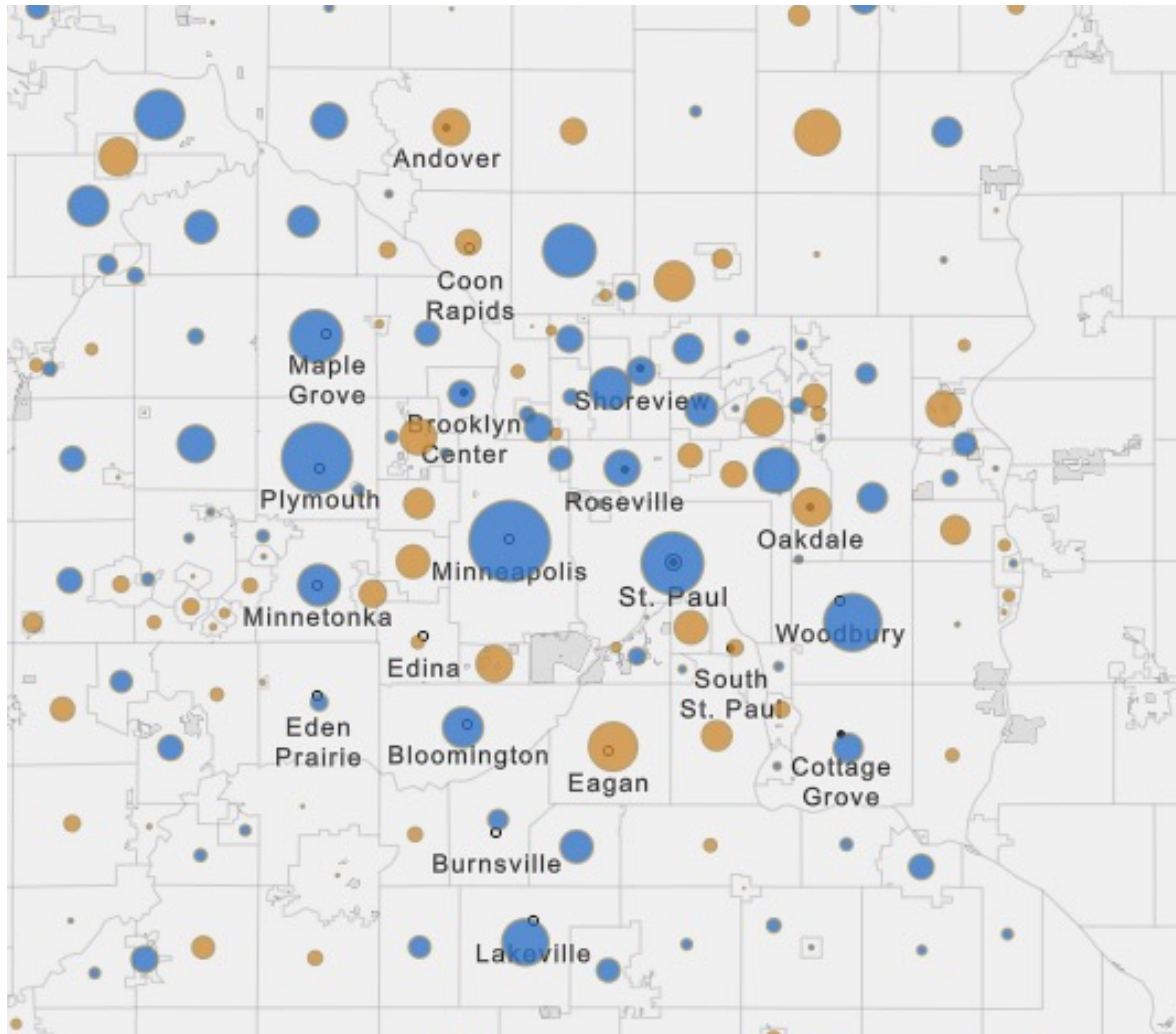 Andover
Coon
Rapids
Maple
Grove
Shoreview
Brooklyn
Center
Plymouth
Roseville
Oakdale
Minneapolis
St. Paul
Minnetonka
Woodbury
Edina
South
St. Paul
Eden
Prairie
Bloomington
Eagan
Cottage
Grove
Burnsville
Lakeville